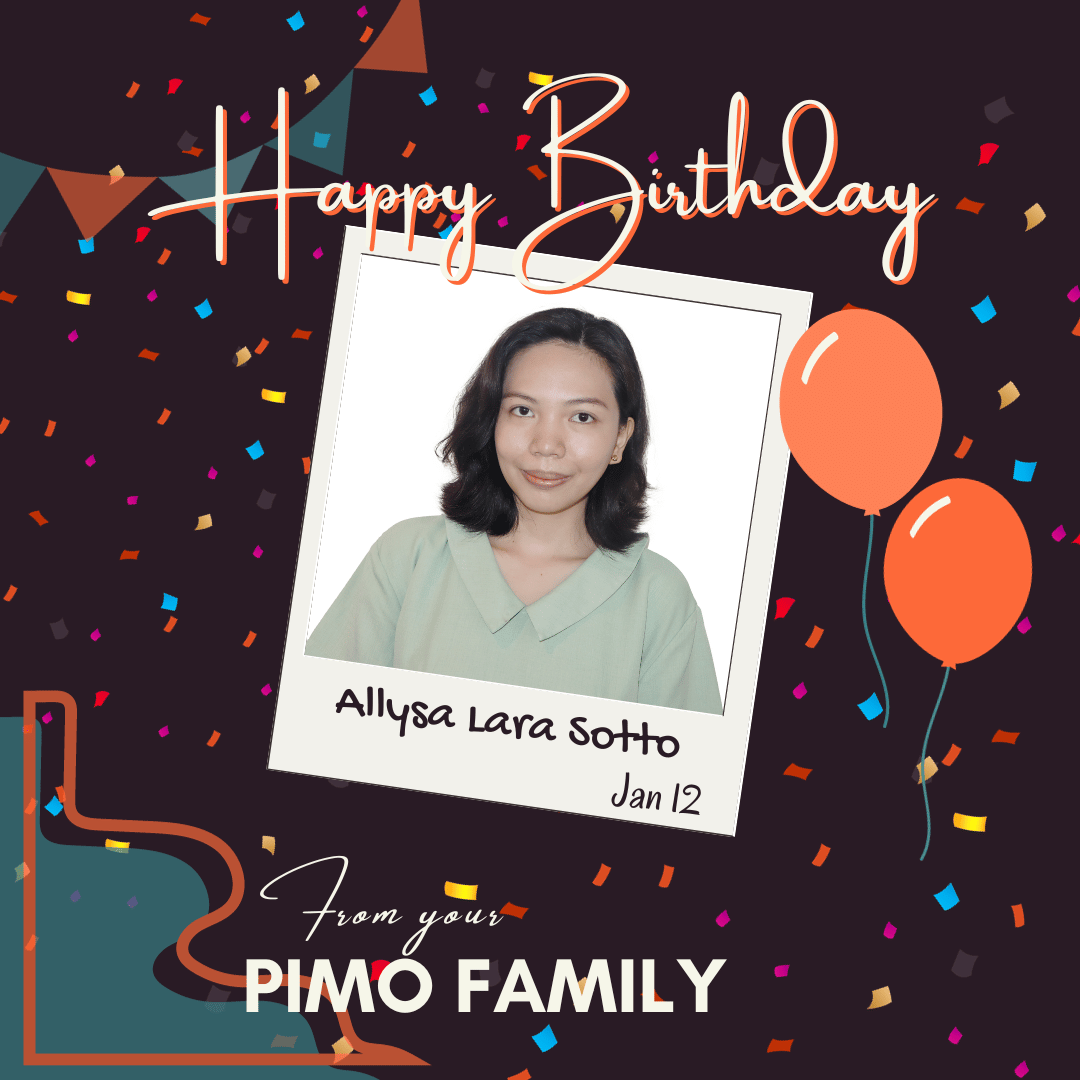 Happy Birthday
Allysa Lara Sotto
Jan 12
From your
PIMO FAMILY